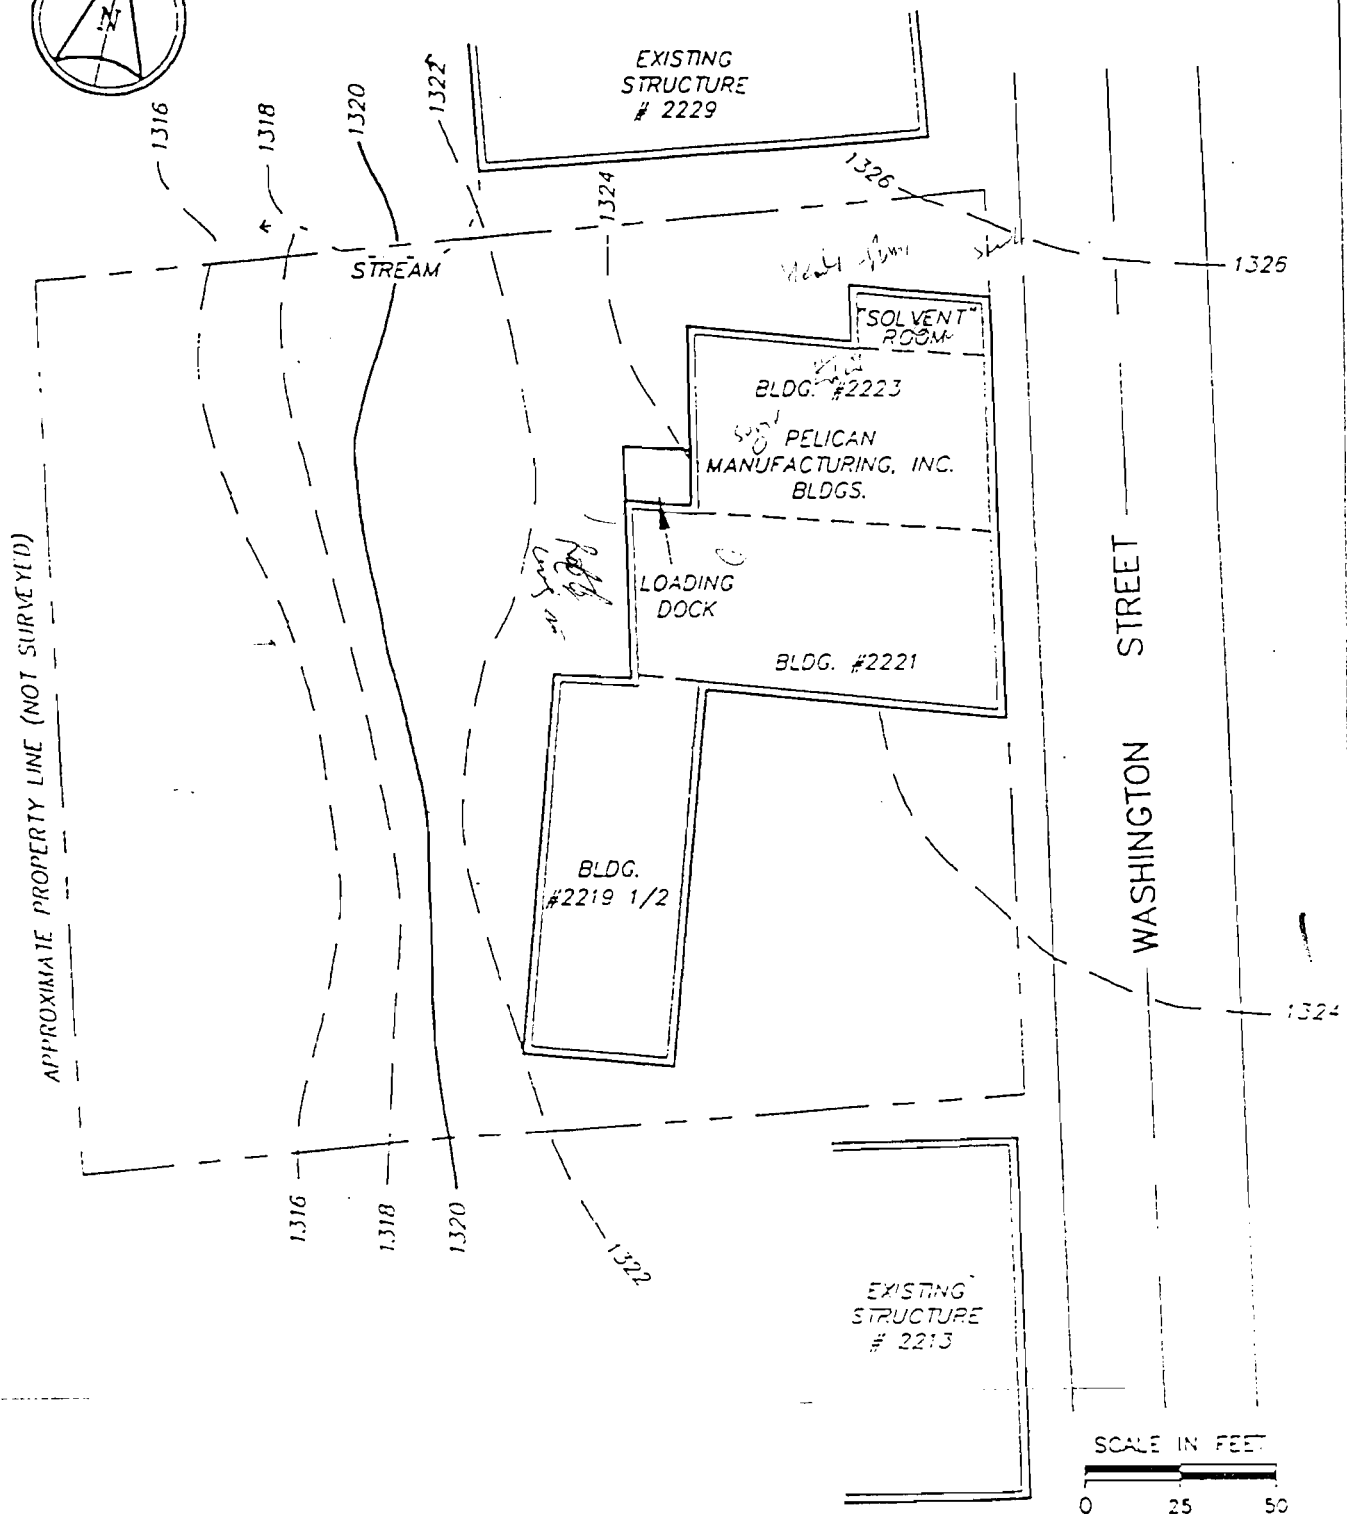 N
EXISTING
STRUCTURE
# 2229
1316
1318
1320
1322
1324
1326
1326
STREAM
"SOLVENT"
ROOM
BLDG. #2223
PELICAN
MANUFACTURING, INC.
BLDGS.
LOADING
DOCK
BLDG. #2221
APPROXIMATE PROPERTY LINE (NOT SURVEYED)
WASHINGTON STREET
BLDG.
#2219 1/2
1324
1316
1318
1320
1322
EXISTING
STRUCTURE
# 2213
SCALE IN FEET
0 25 50